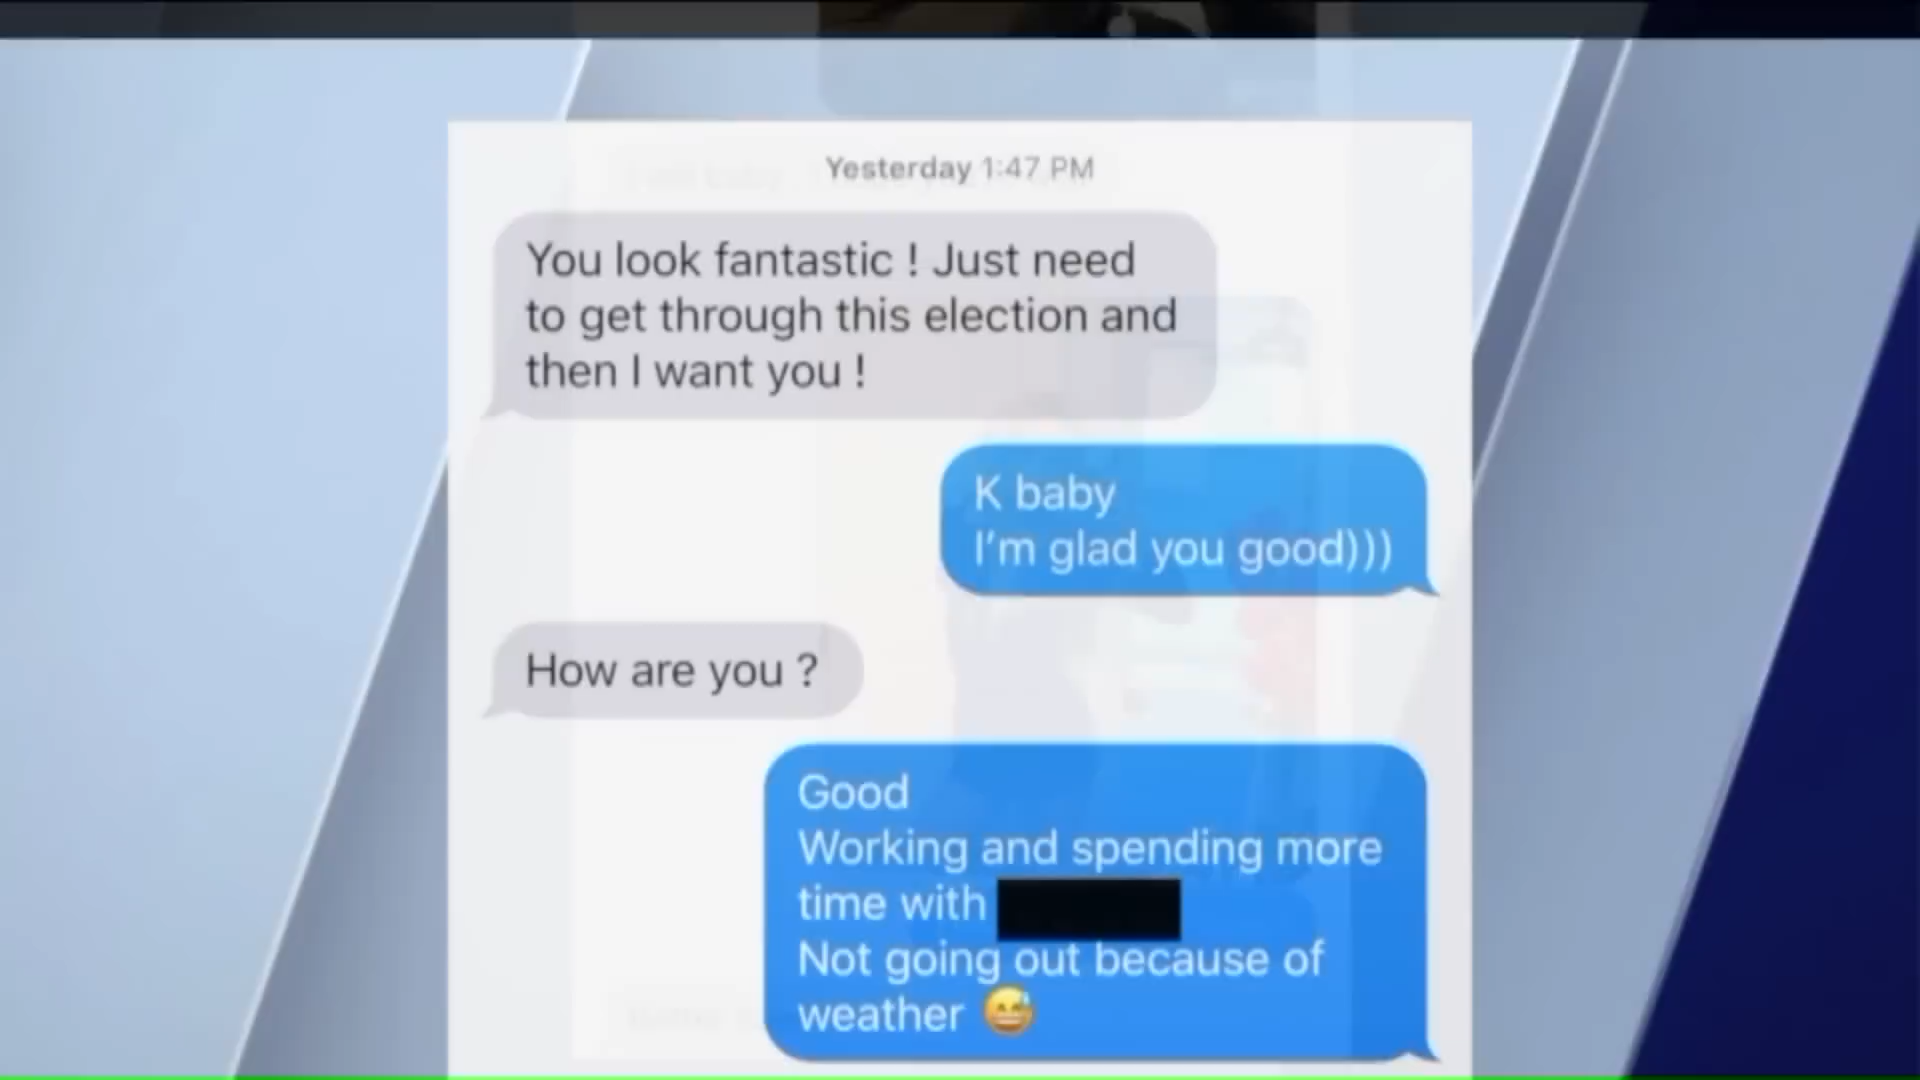 Yesterday 1:47 PM
You look fantastic ! Just need
to get through this election and
then I want you !
K baby
I'm glad you good)))
How are you ?
Good
Working and spending more
time with
Not going out because of
weather 😅